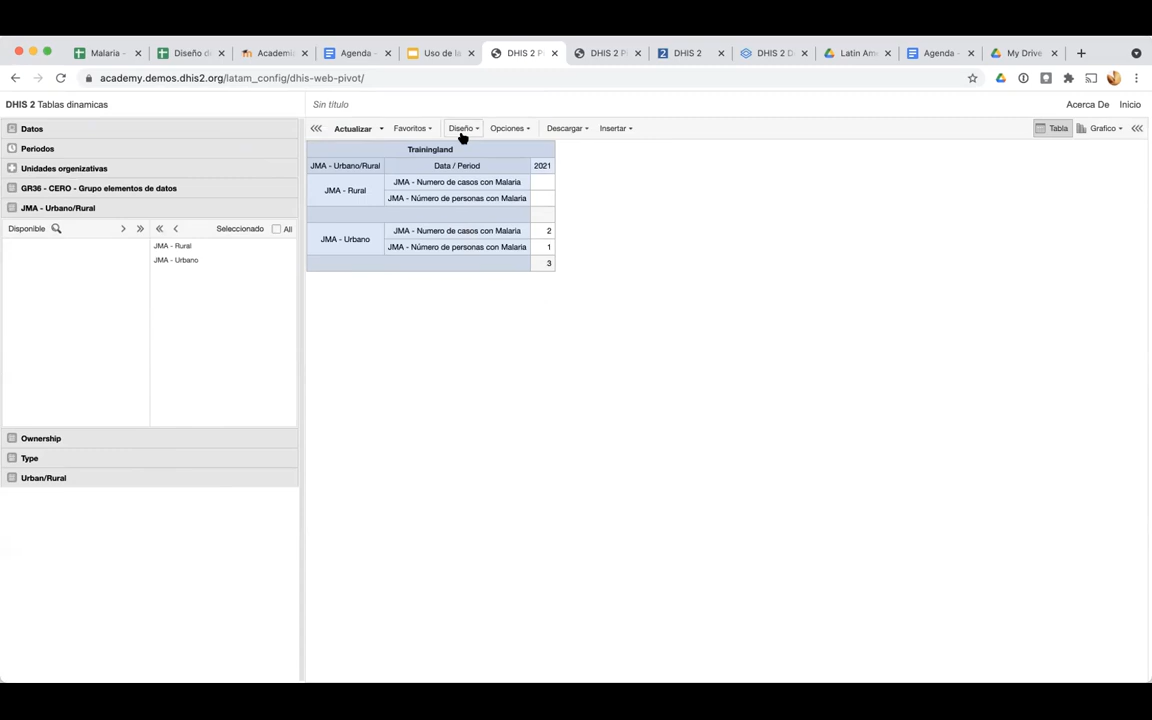 Malaria -
Diseño de
Academia
Agenda -
Uso de la
DHIS 2 Pi
DHIS 2 Pi
DHIS 2
DHIS 2 D
Latin Ame
Agenda -
My Drive
academy.demos.dhis2.org/latam_config/dhis-web-pivot/
DHIS 2 Tablas dinamicas
Sin título
Acerca De Inicio
Datos
Actualizar Favoritos Diseño Opciones Descargar Insertar
Tabla Grafico
Periodos
Unidades organizativas
GR36 - CERO - Grupo elementos de datos
JMA - Urbano/Rural
Disponible
Seleccionado All
JMA - Rural
JMA - Urbano
Ownership
Type
Urban/Rural
Trainingland
JMA - Urbano/Rural Data / Period 2021
JMA - Rural
JMA - Numero de casos con Malaria
JMA - Número de personas con Malaria
JMA - Urbano
JMA - Numero de casos con Malaria 2
JMA - Número de personas con Malaria 1
3